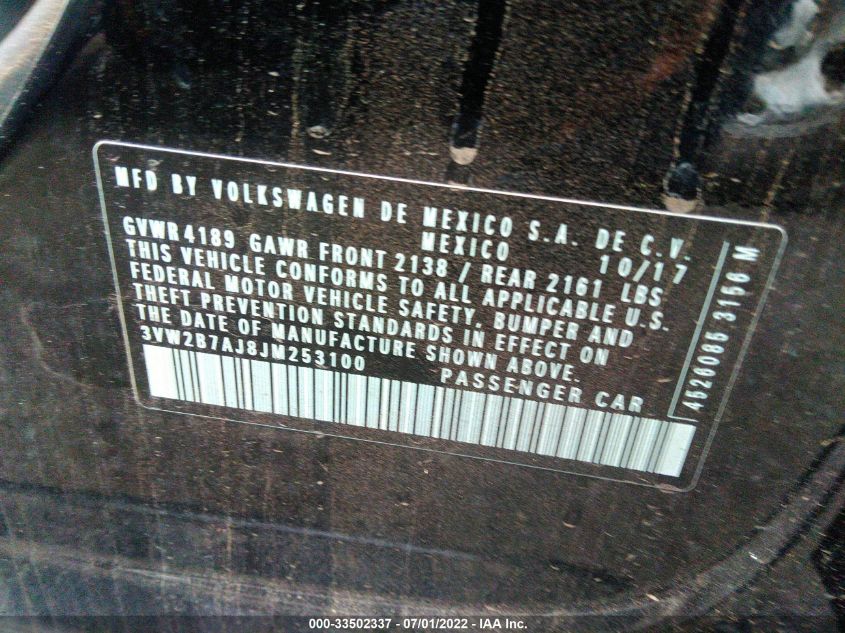 MFD BY VOLKSWAGEN DE MEXICO S.A. DE C.V.
MEXICO 10/17
GVWR 4189 GAWR FRONT 2138 / REAR 2161 LBS
THIS VEHICLE CONFORMS TO ALL APPLICABLE U.S.
FEDERAL MOTOR VEHICLE SAFETY, BUMPER AND
THEFT PREVENTION STANDARDS IN EFFECT ON
THE DATE OF MANUFACTURE SHOWN ABOVE.
3VW2B7AJ8JM253100 PASSENGER CAR
4526085 3156 M
000-33502337 - 07/01/2022 - IAA Inc.